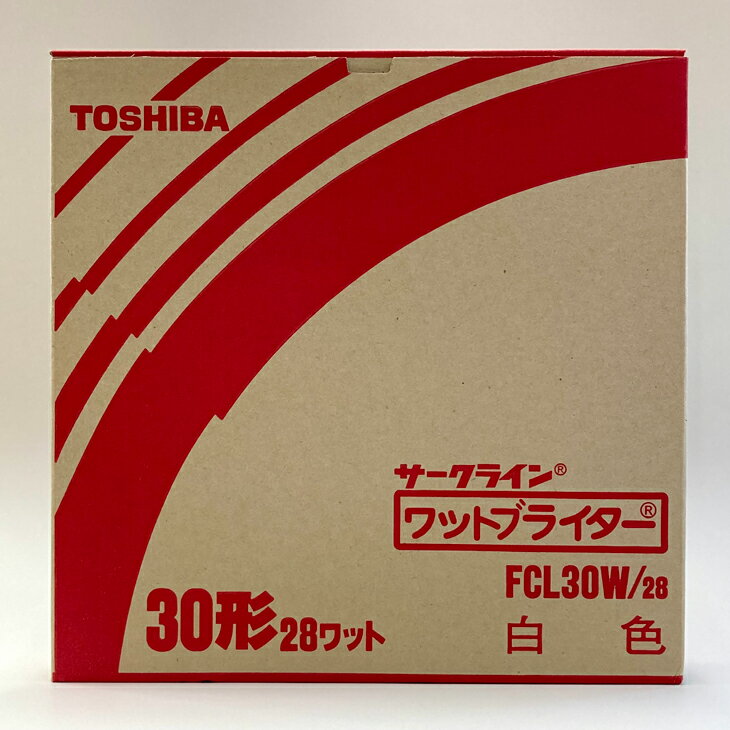 TOSHIBA
サークライン®
ワットブライター®
FCL30W/28
30形 28ワット
白色